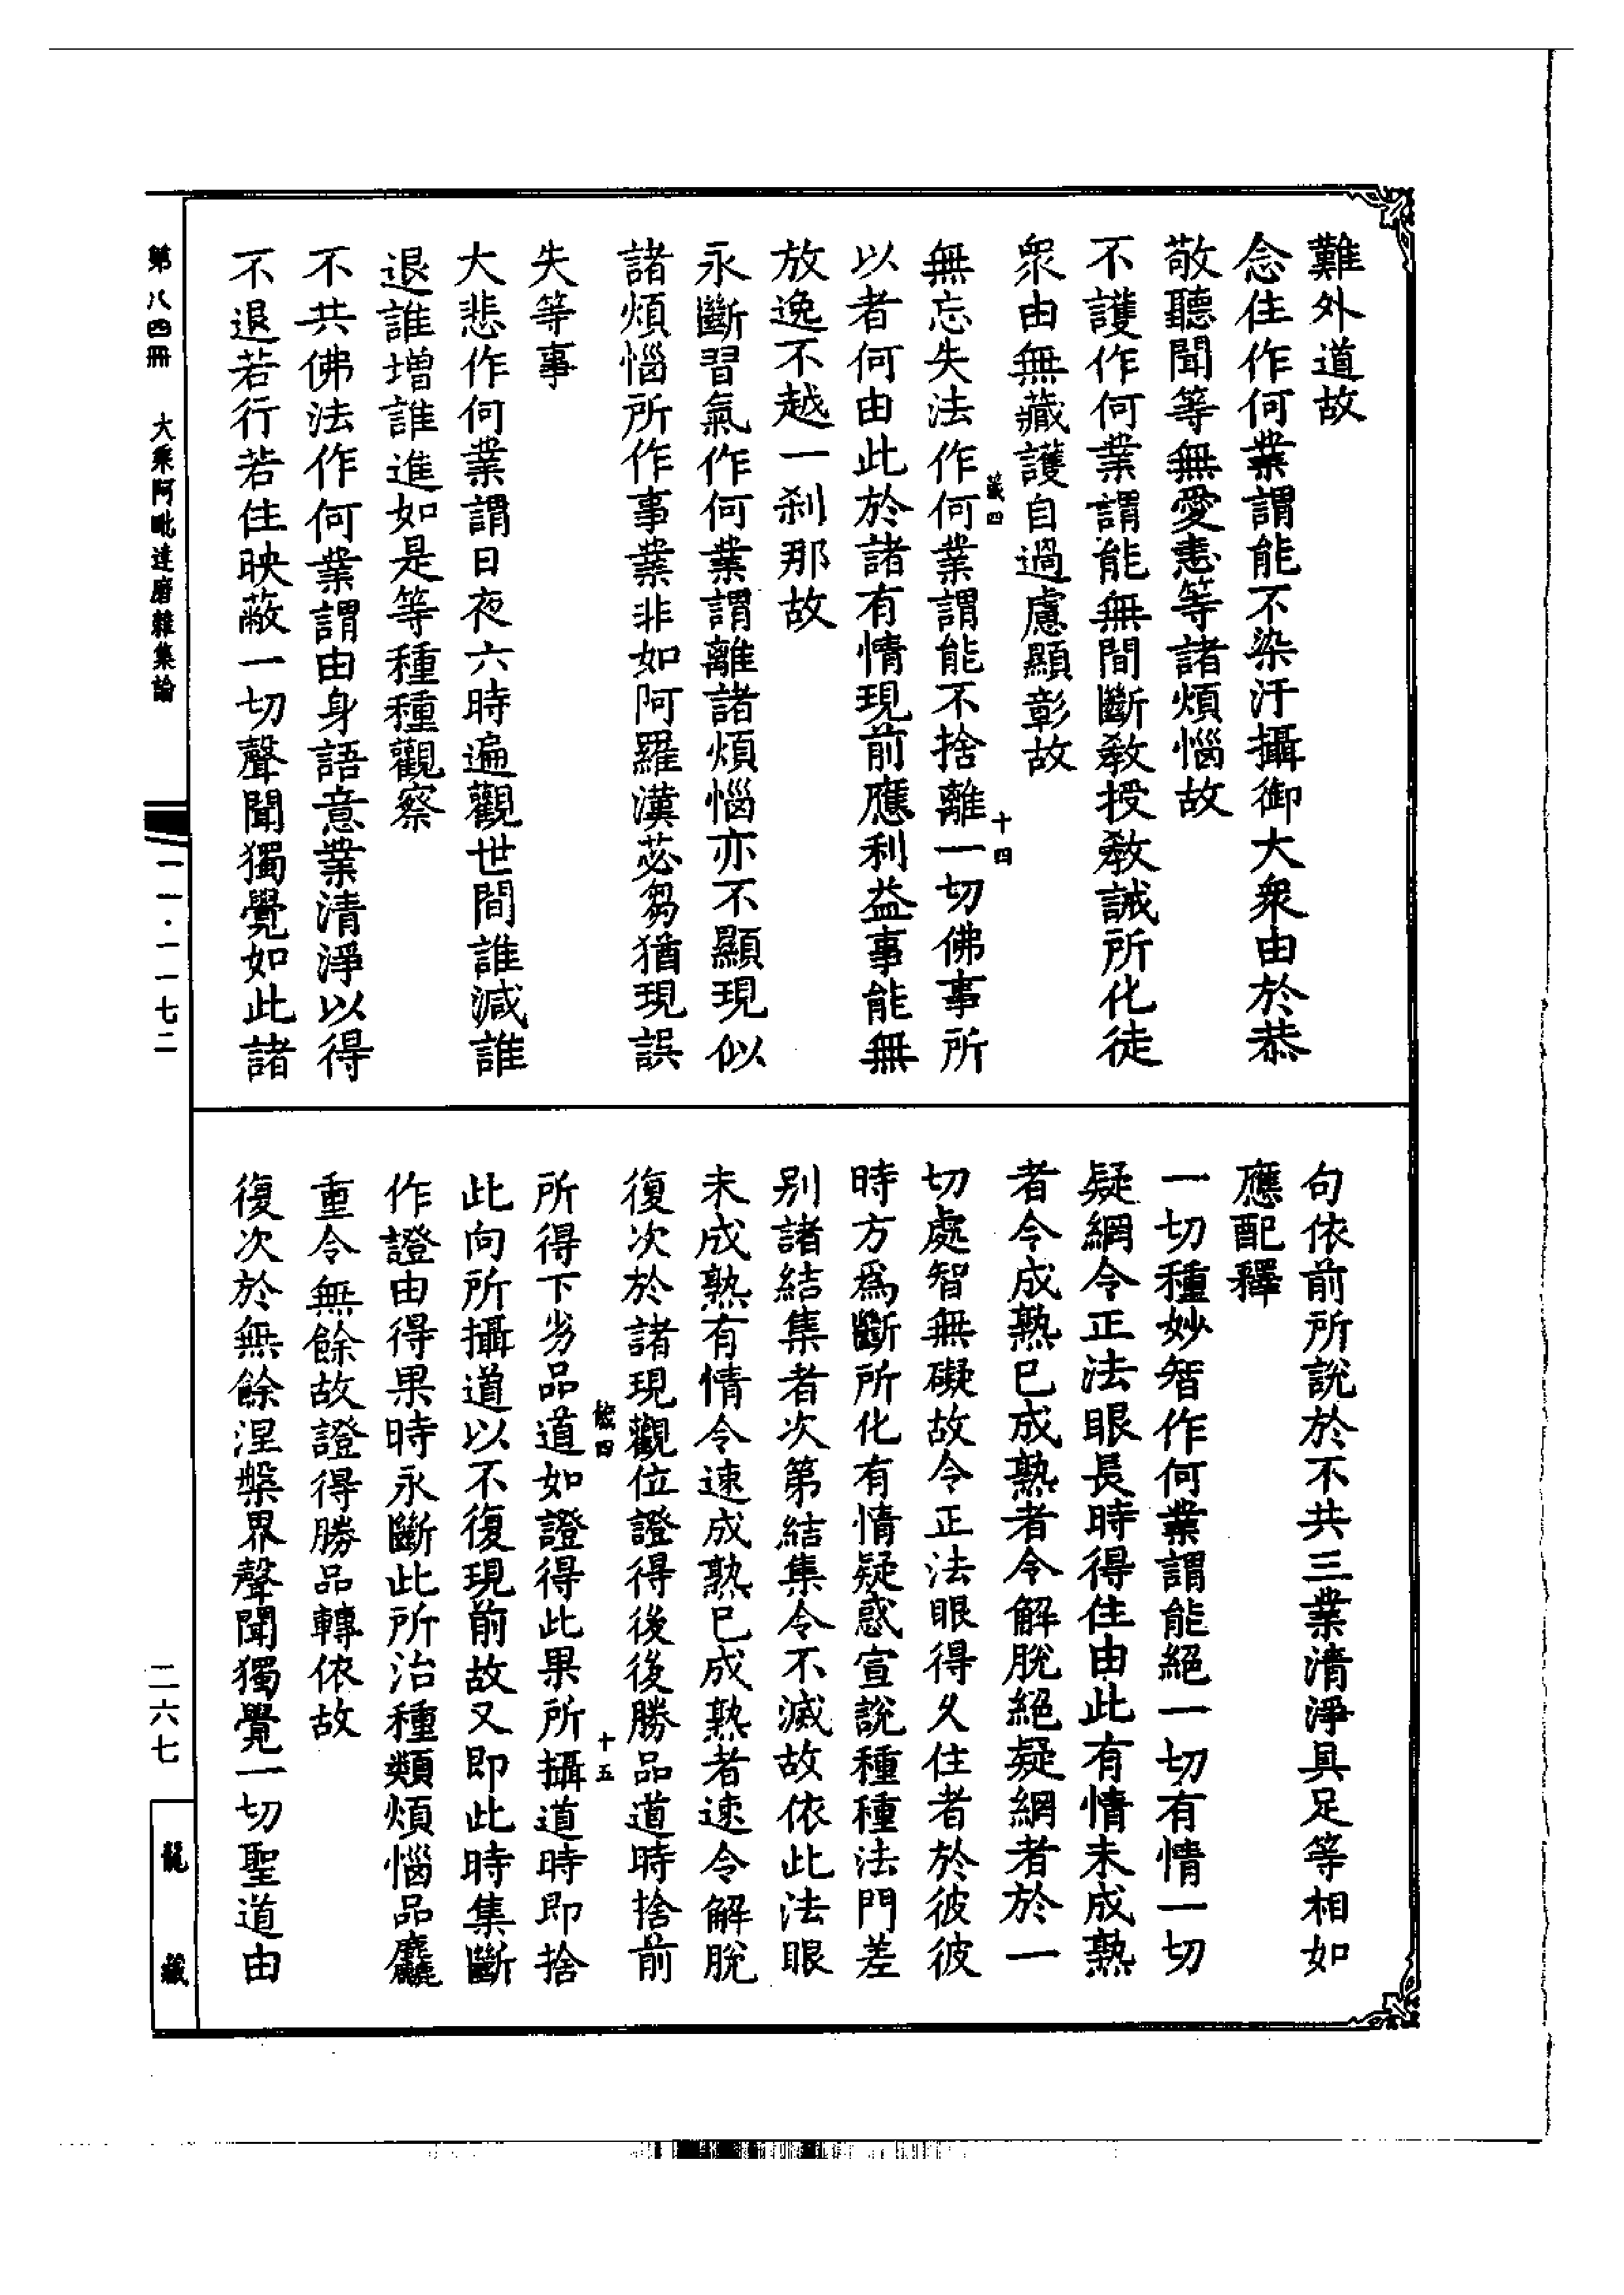 難外道故
念住作何業謂能不染汙攝御大衆由於恭
敬聽聞等無愛恚等諸煩惱故
不護作何業謂能無間斷教授教誡所化徒
衆由無藏護自過慮顯彰故
無忘失法作何業謂能不捨離一切佛事所
以者何由此於諸有情現前應利益事能無
放逸不越一刹那故
永斷習氣作何業謂離諸煩惱亦不顯現似
諸煩惱所作事業非如阿羅漢苾芻猶現誤
失等事
大悲作何業謂日夜六時遍觀世間誰減誰
退誰增誰進如是等種種觀察
不共佛法作何業謂由身語意業清淨以得
不退若行若住映蔽一切聲聞獨覺如此諸
十四
句依前所說於不共三業清淨具足等相如
應配釋
一切種妙智作何業謂能絕一切有情一切
疑網令正法眼長時得住由此有情未成熟
者令成熟已成熟者令解脫絕疑網者於一
切處智無礙故令正法眼得久住者於彼彼
時方爲斷所化有情疑惑宣說種種法門差
别諸結集者次第結集令不滅故依此法眼
未成熟有情令速成熟已成熟者速令解脫
復次於諸現觀位證得後後勝品道時捨前
所得下劣品道如證得此果所攝道時即捨
此向所攝道以不復現前故又即此時集斷
作證由得果時永斷此所治種類煩惱品麤
重令無餘故證得勝品轉依故
復次於無餘涅槃界聲聞獨覺一切聖道由
十五
第八四冊　大乘阿毗達磨雜集論
一一·一一七二
二六七
龍藏